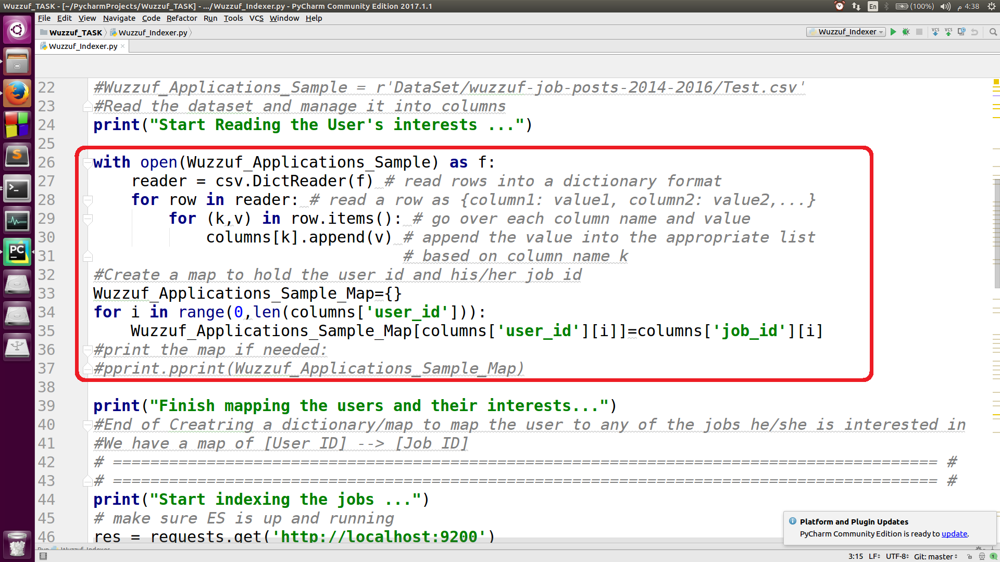 Wuzzuf_TASK - [~/PycharmProjects/Wuzzuf_TASK] - .../Wuzzuf_Indexer.py - PyCharm Community Edition 2017.1.1
En (100%) 4:38 م
File Edit View Navigate Code Refactor Run Tools VCS Window Help
Wuzzuf_TASK Wuzzuf_Indexer.py Wuzzuf_Indexer VCS VCS
Wuzzuf_Indexer.py
22 #Wuzzuf_Applications_Sample = r'DataSet/wuzzuf-job-posts-2014-2016/Test.csv'
23 #Read the dataset and manage it into columns
24 print("Start Reading the User's interests ...")
25
26 with open(Wuzzuf_Applications_Sample) as f:
27 reader = csv.DictReader(f) # read rows into a dictionary format
28 for row in reader: # read a row as {column1: value1, column2: value2,...}
29 for (k,v) in row.items(): # go over each column name and value
30 columns[k].append(v) # append the value into the appropriate list
31 # based on column name k
32 #Create a map to hold the user id and his/her job id
33 Wuzzuf_Applications_Sample_Map={}
34 for i in range(0,len(columns['user_id'])):
35 Wuzzuf_Applications_Sample_Map[columns['user_id'][i]]=columns['job_id'][i]
36 #print the map if needed:
37 #pprint.pprint(Wuzzuf_Applications_Sample_Map)
38
39 print("Finish mapping the users and their interests...")
40 #End of Creatring a dictionary/map to map the user to any of the jobs he/she is interested in
41 #We have a map of [User ID] --> [Job ID]
42 # ======================================================================================== #
43 # ======================================================================================== #
44 print("Start indexing the jobs ...")
45 # make sure ES is up and running
46 res = requests.get('http://localhost:9200')
Platform and Plugin Updates
PyCharm Community Edition is ready to update.
Run Wuzzuf_Indexer
3:15 LF UTF-8 Git: master 1